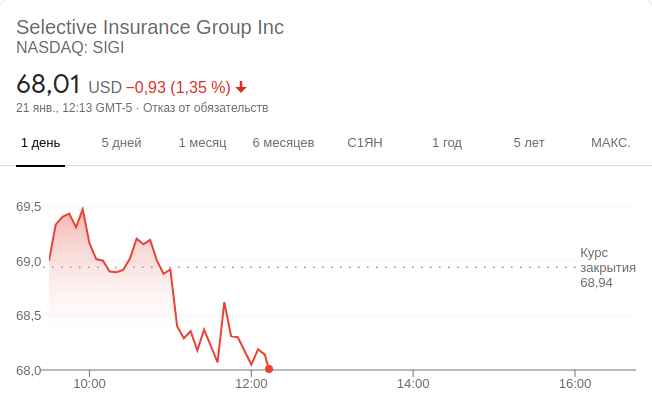 Selective Insurance Group Inc
NASDAQ: SIGI
68,01 USD −0,93 (1,35 %)
21 янв., 12:13 GMT-5 · Отказ от обязательств
1 день 5 дней 1 месяц 6 месяцев С1ЯН 1 год 5 лет МАКС.
69,5
69,0
68,5
68,0
Курс
закрытия
68,94
10:00 12:00 14:00 16:00